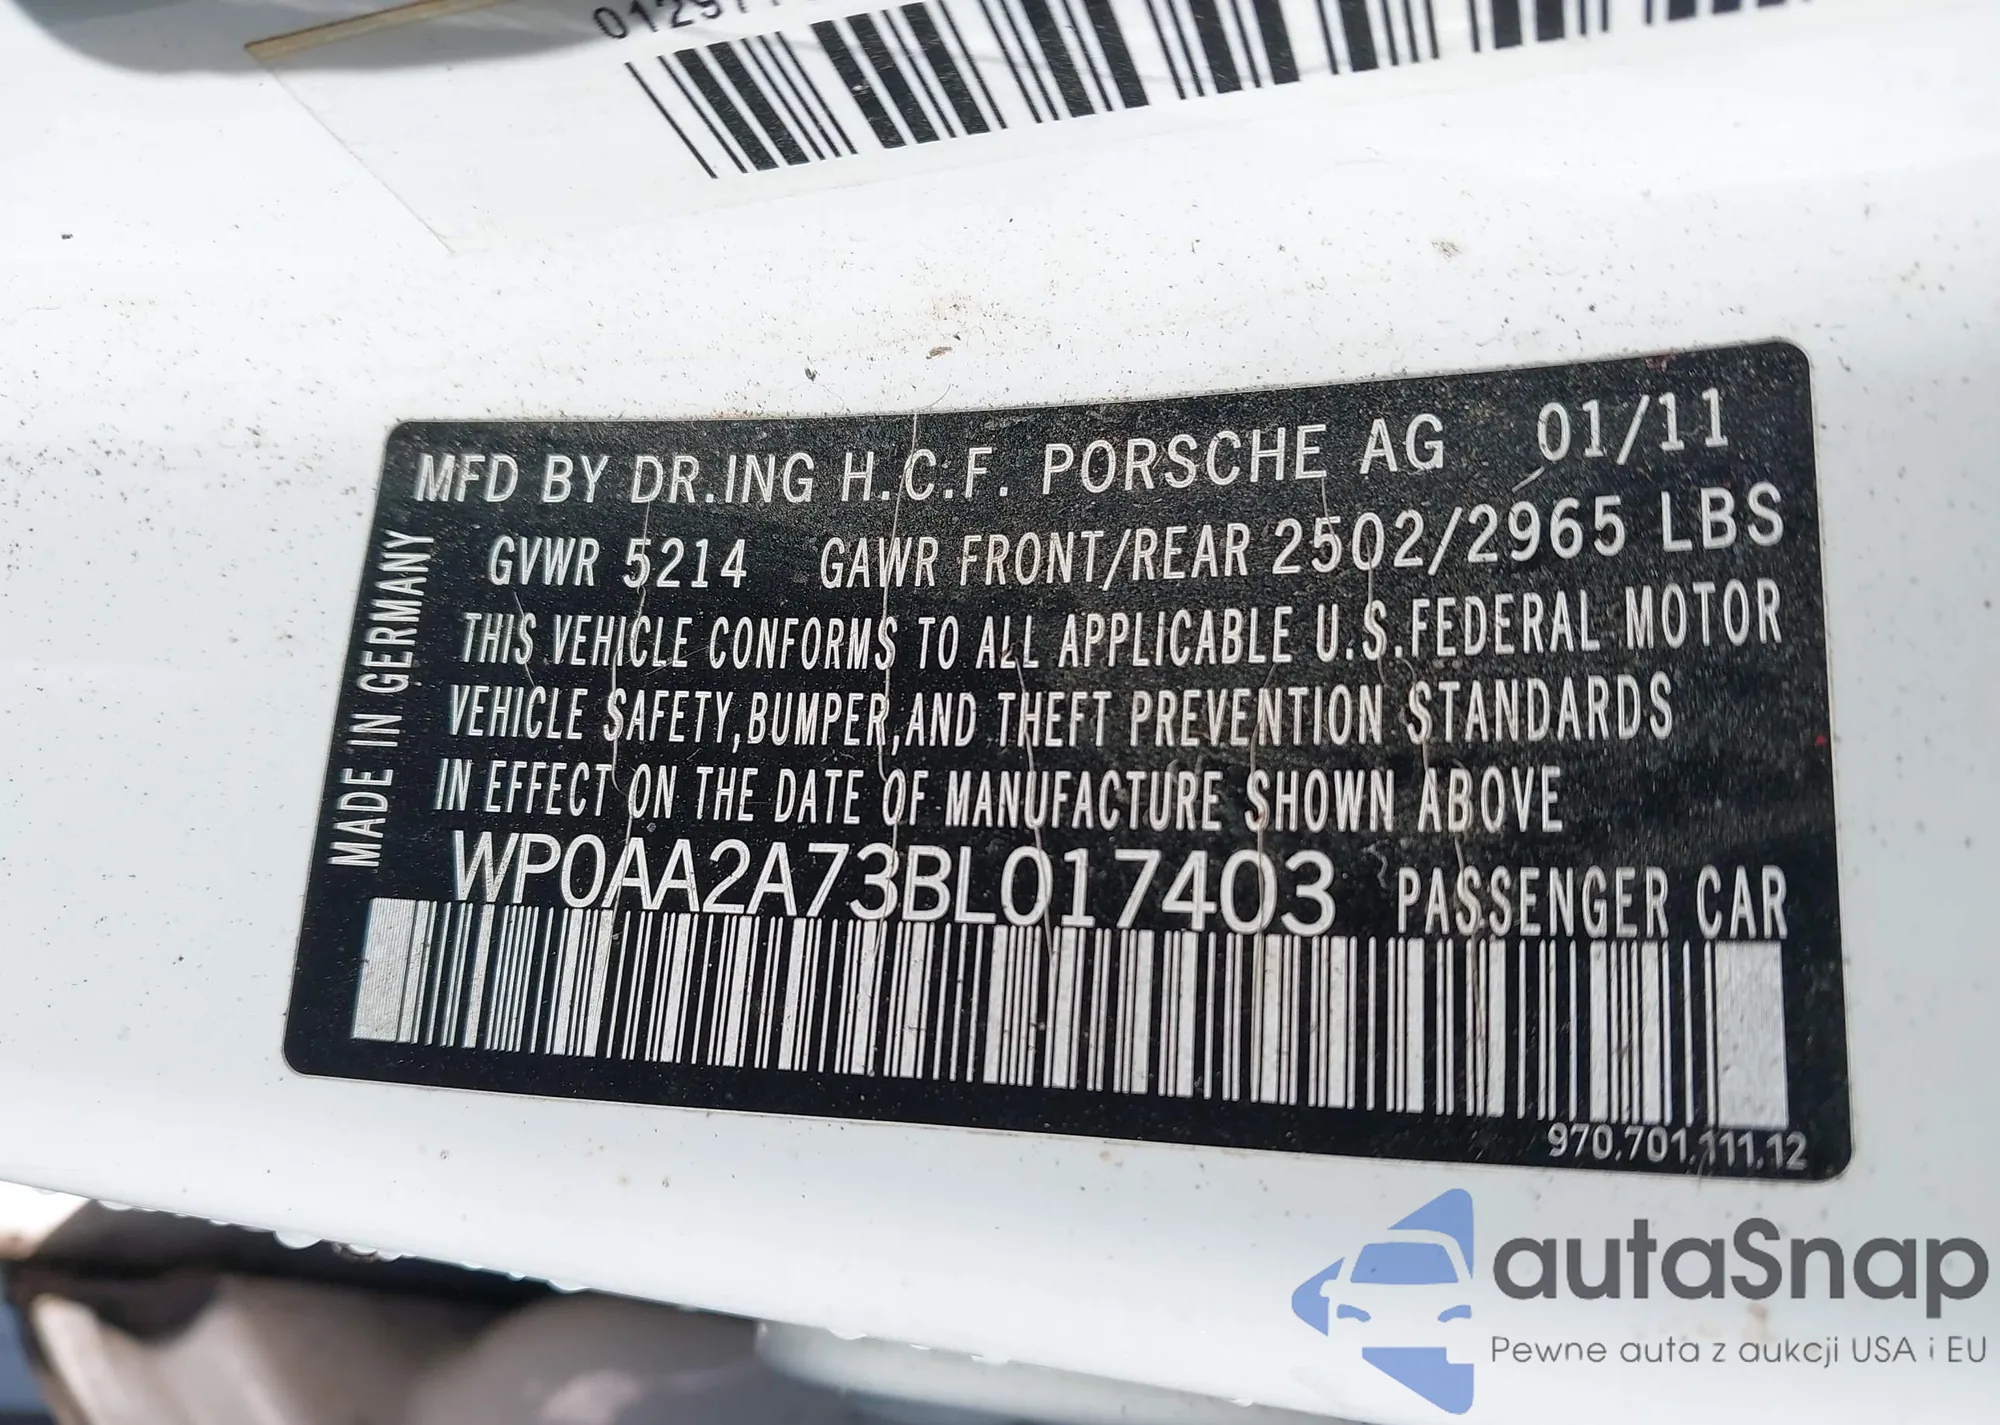 MFD BY DR.ING H.C.F. PORSCHE AG 01/11
GVWR 5214 GAWR FRONT/REAR 2502/2965 LBS
THIS VEHICLE CONFORMS TO ALL APPLICABLE U.S.FEDERAL MOTOR
VEHICLE SAFETY,BUMPER,AND THEFT PREVENTION STANDARDS
IN EFFECT ON THE DATE OF MANUFACTURE SHOWN ABOVE
WP0AA2A73BL017403 PASSENGER CAR
MADE IN GERMANY
970.701.111.12
autaSnap
Pewne auta z aukcji USA i EU